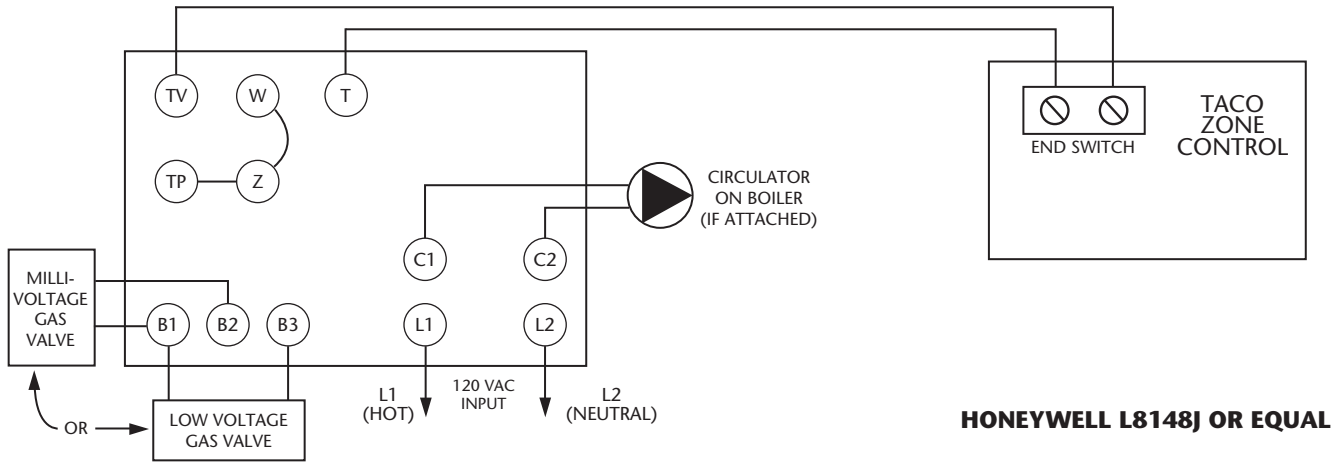 TV
W
T
TP
Z
END SWITCH
TACO
ZONE
CONTROL
CIRCULATOR
ON BOILER
(IF ATTACHED)
C1
C2
MILLI-
VOLTAGE
GAS
VALVE
B1
B2
B3
L1
L2
L1
(HOT)
120 VAC
INPUT
L2
(NEUTRAL)
OR
LOW VOLTAGE
GAS VALVE
HONEYWELL L8148J OR EQUAL